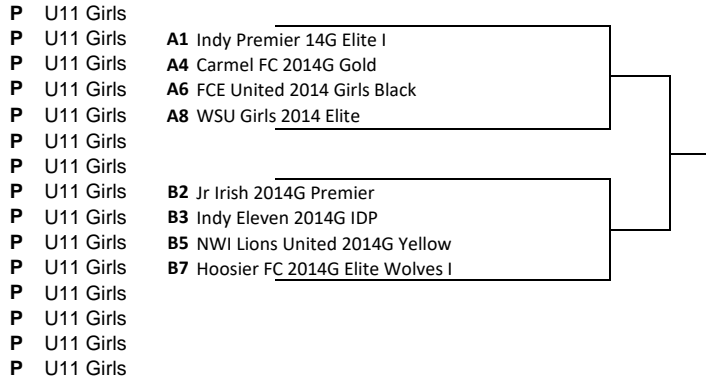 P U11 Girls
P U11 Girls A1 Indy Premier 14G Elite I
P U11 Girls A4 Carmel FC 2014G Gold
P U11 Girls A6 FCE United 2014 Girls Black
P U11 Girls A8 WSU Girls 2014 Elite
P U11 Girls
P U11 Girls
P U11 Girls B2 Jr Irish 2014G Premier
P U11 Girls B3 Indy Eleven 2014G IDP
P U11 Girls B5 NWI Lions United 2014G Yellow
P U11 Girls B7 Hoosier FC 2014G Elite Wolves I
P U11 Girls
P U11 Girls
P U11 Girls
P U11 Girls